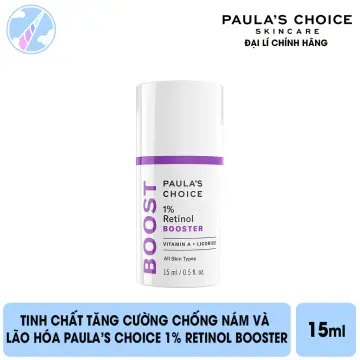 PAULA'S CHOICE
SKINCARE
ĐẠI LÍ CHÍNH HÃNG
BOOST
PAULA'S
CHOICE
1%
Retinol
BOOSTER
VITAMIN A + LICORICE
All Skin Types
15 ml / 0.5 fl. oz.
TINH CHẤT TĂNG CƯỜNG CHỐNG NÁM VÀ
LÃO HÓA PAULA'S CHOICE 1% RETINOL BOOSTER
15ml